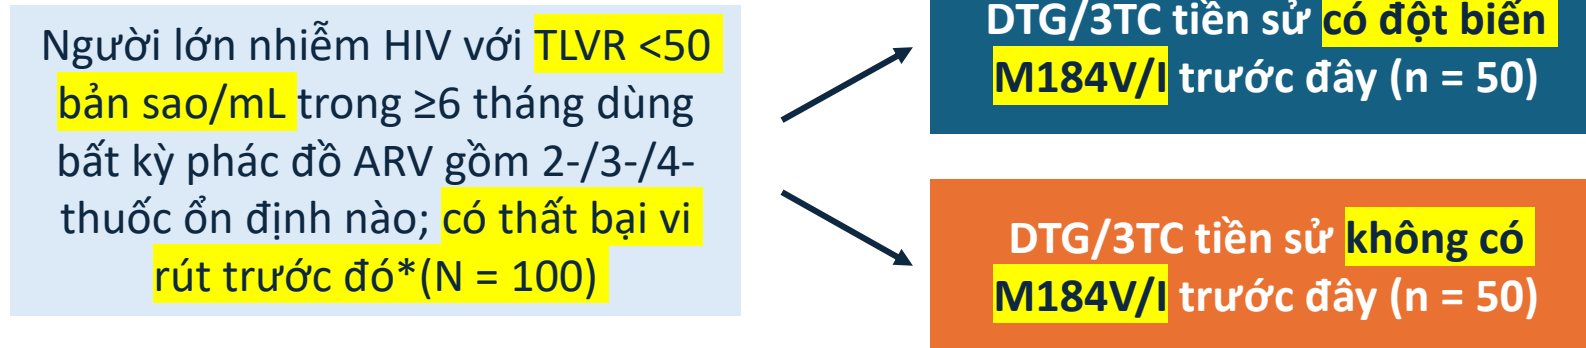 Người lớn nhiễm HIV với TLVR <50
bản sao/mL trong ≥6 tháng dùng
bất kỳ phác đồ ARV gồm 2-/3-/4-
thuốc ổn định nào; có thất bại vi
rút trước đó*(N = 100)
DTG/3TC tiền sử có đột biến
M184V/I trước đây (n = 50)
DTG/3TC tiền sử không có
M184V/I trước đây (n = 50)